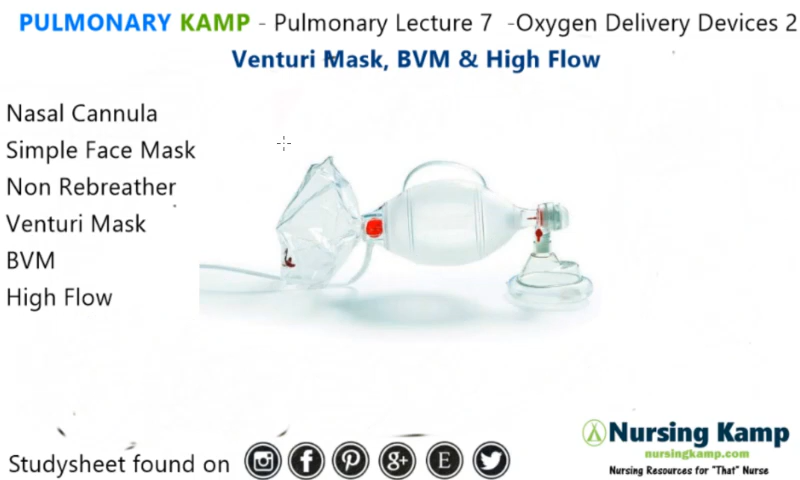 PULMONARY KAMP - Pulmonary Lecture 7 -Oxygen Delivery Devices 2
Venturi Mask, BVM & High Flow
Nasal Cannula
Simple Face Mask
Non Rebreather
Venturi Mask
BVM
High Flow
Nursing Kamp
nursingkamp.com
Nursing Resources for "That" Nurse
Studysheet found on